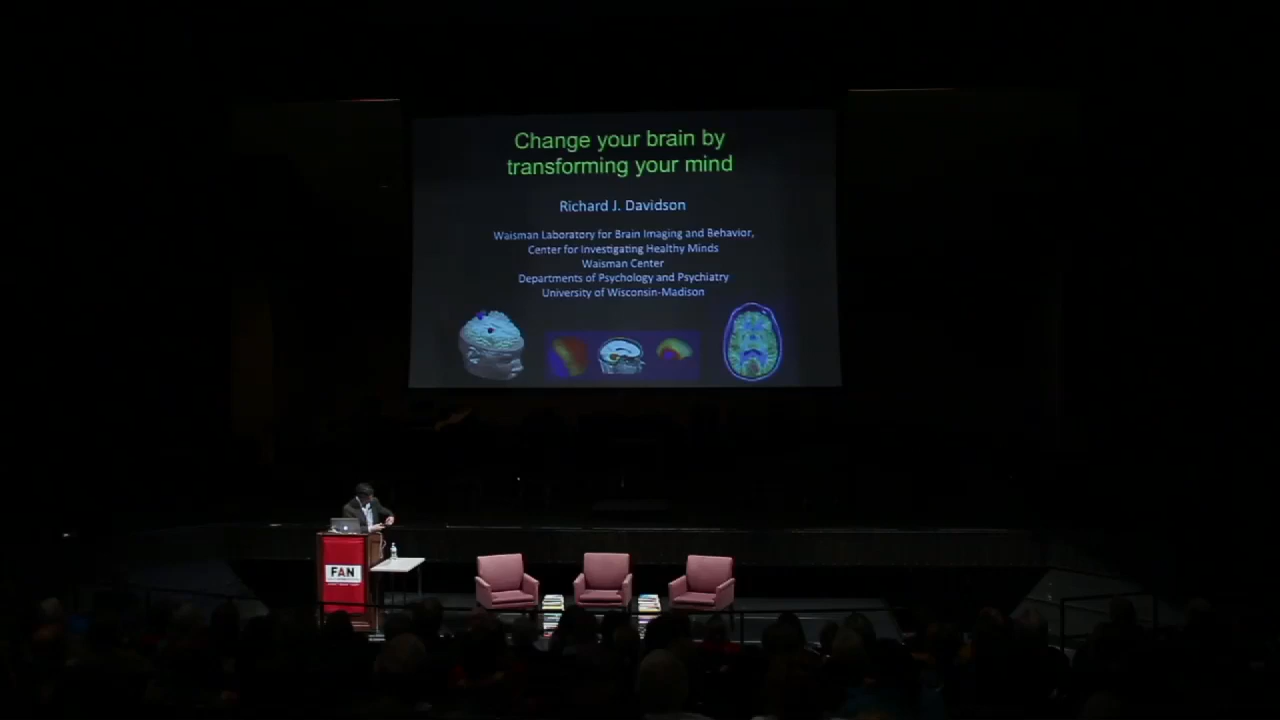 Change your brain by
transforming your mind
Richard J. Davidson
Waisman Laboratory for Brain Imaging and Behavior,
Center for Investigating Healthy Minds
Waisman Center
Departments of Psychology and Psychiatry
University of Wisconsin-Madison
FAN